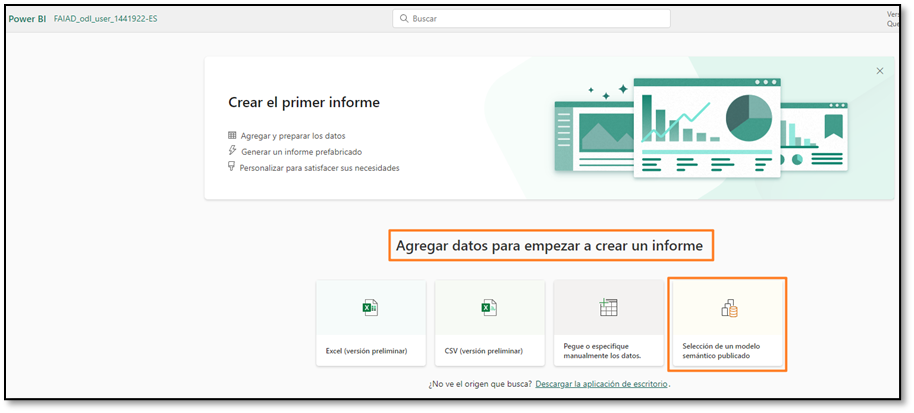 Power BI FAIAD_odl_user_1441922-ES
Buscar
Vers
Que
Crear el primer informe
Agregar y preparar los datos
Generar un informe prefabricado
Personalizar para satisfacer sus necesidades
Agregar datos para empezar a crear un informe
Excel (versión preliminar)
CSV (versión preliminar)
Pegue o especifique
manualmente los datos.
Selección de un modelo
semántico publicado
¿No ve el origen que busca? Descargar la aplicación de escritorio.